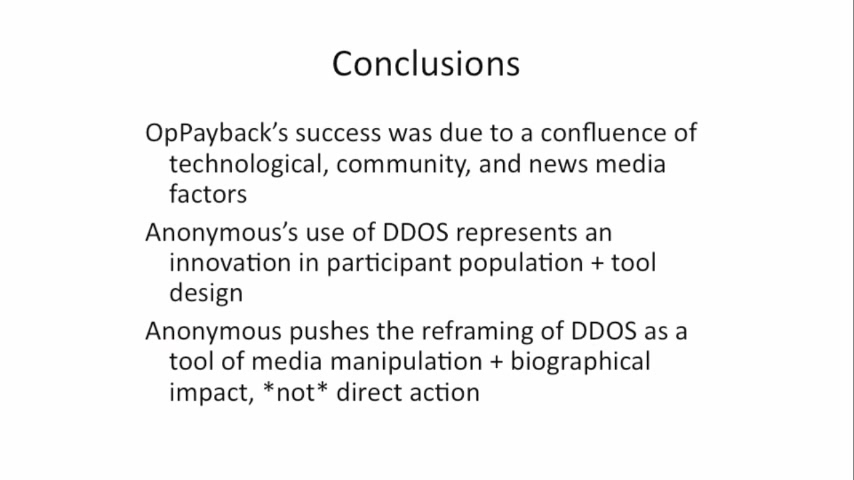 Conclusions
OpPayback’s success was due to a confluence of
technological, community, and news media
factors
Anonymous’s use of DDOS represents an
innovation in participant population + tool
design
Anonymous pushes the reframing of DDOS as a
tool of media manipulation + biographical
impact, *not* direct action